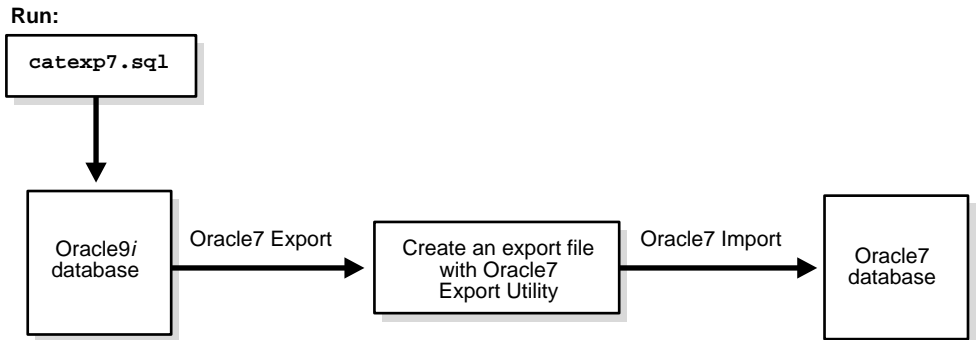 Run:
catexp7.sql
Oracle9i
database
Oracle7 Export
Create an export file
with Oracle7
Export Utility
Oracle7 Import
Oracle7
database